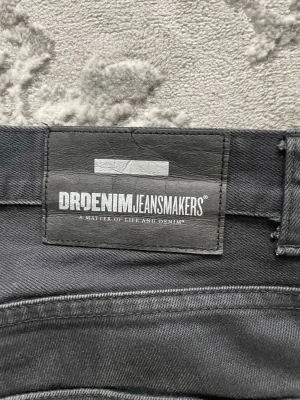 DRDENIMJEANSMAKERS®
A MATTER OF LIFE AND DENIM®